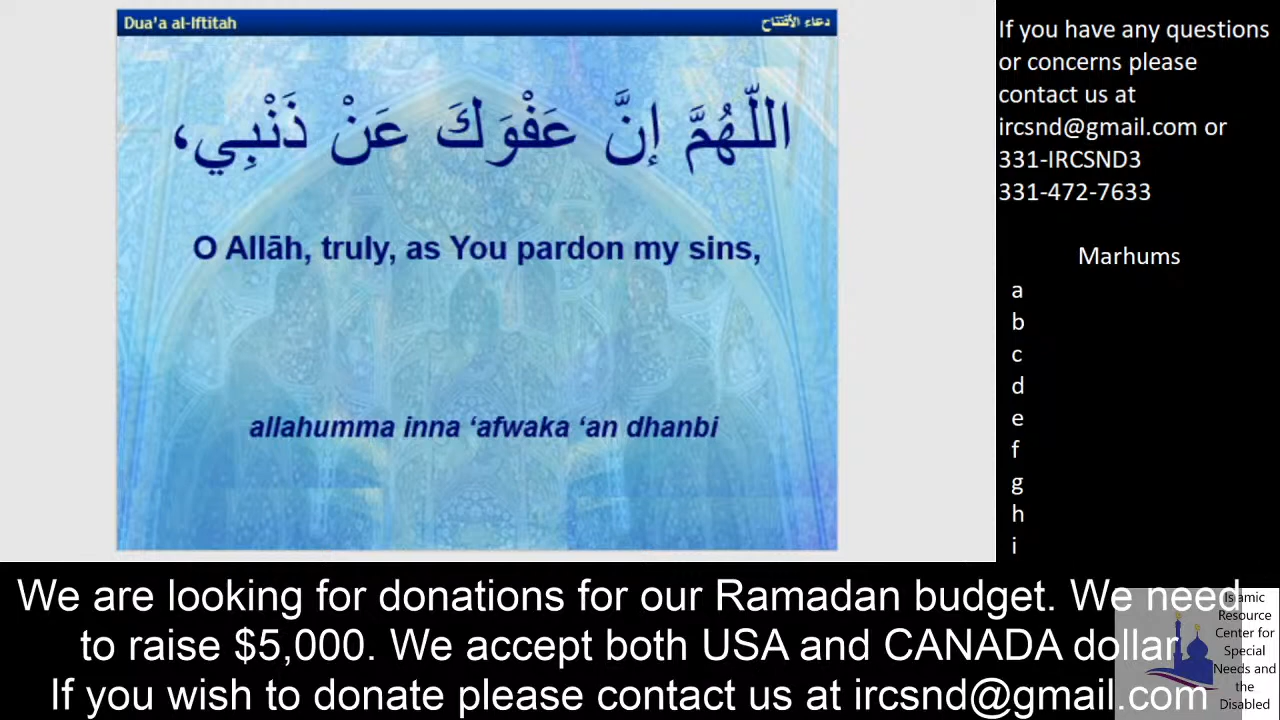 Dua'a al-Iftitah
دعاء الأفتتاح
اللّٰهُمَّ إنَّ عَفْوَكَ عَنْ ذَنْبِي،
O Allāh, truly, as You pardon my sins,
allahumma inna ‘afwaka ‘an dhanbi
If you have any questions
or concerns please
contact us at
ircsnd@gmail.com or
331-IRCSND3
331-472-7633
Marhums
a
b
c
d
e
f
g
h
i
We are looking for donations for our Ramadan budget. We need
to raise $5,000. We accept both USA and CANADA dollar
If you wish to donate please contact us at ircsnd@gmail.com
Islamic
Resource
Center for
Special
Needs and
the
Disabled